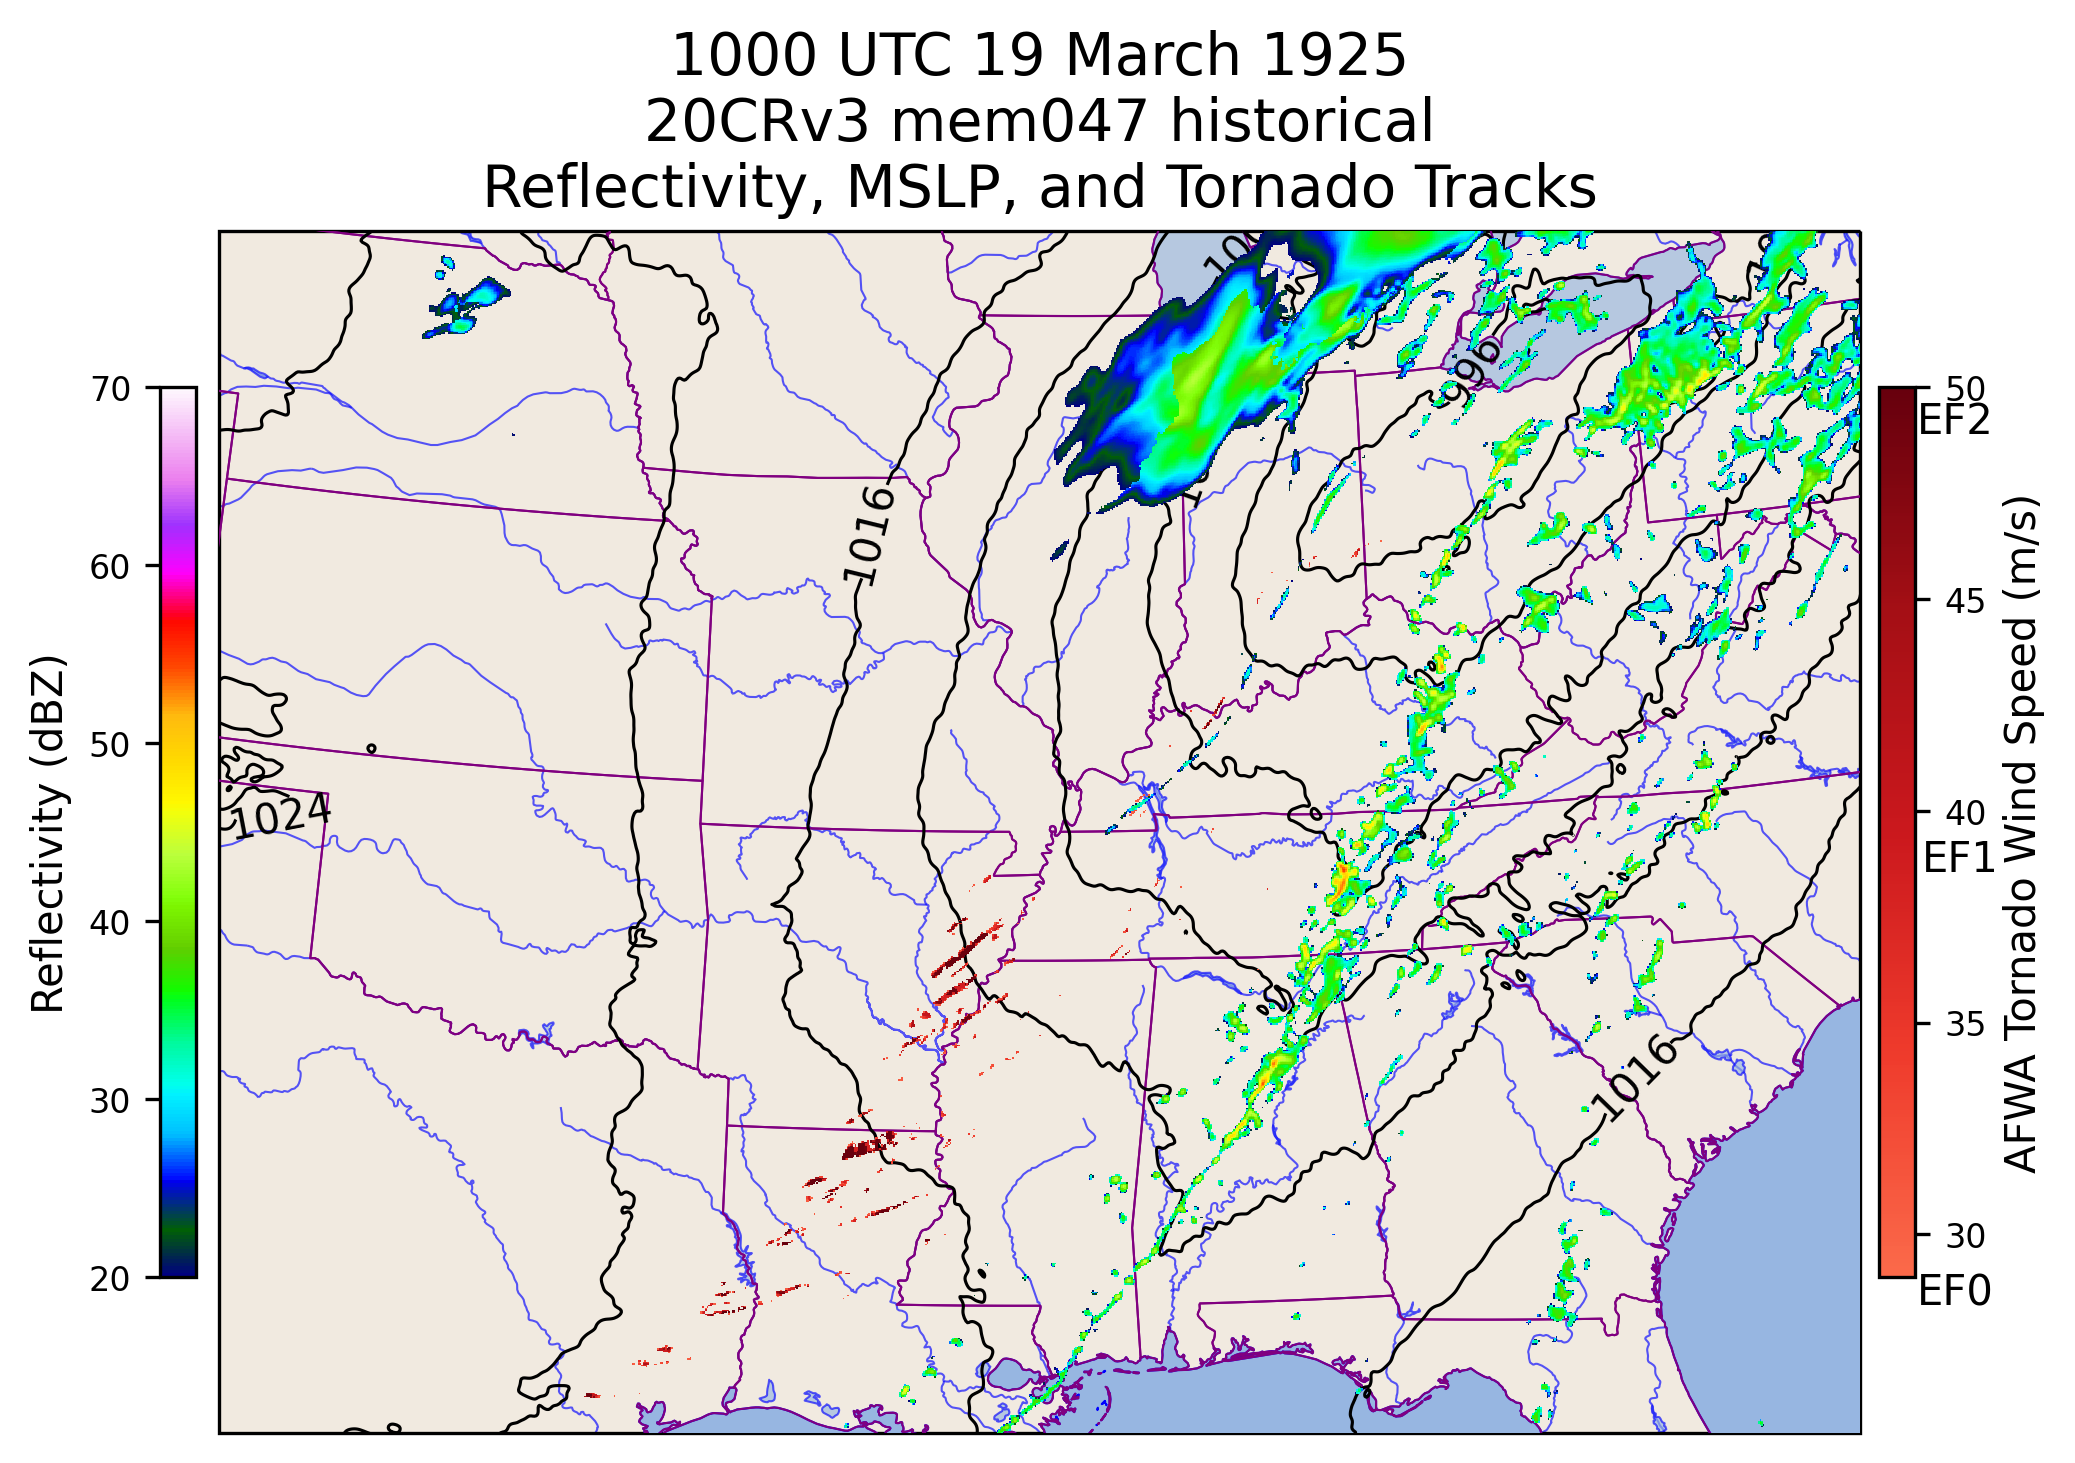 1000 UTC 19 March 1925
20CRv3 mem047 historical
Reflectivity, MSLP, and Tornado Tracks
996
1016
1024
1016
Reflectivity (dBZ)
70
60
50
40
30
20
50
EF2
45
40
EF1
35
30
EF0
AFWA Tornado Wind Speed (m/s)